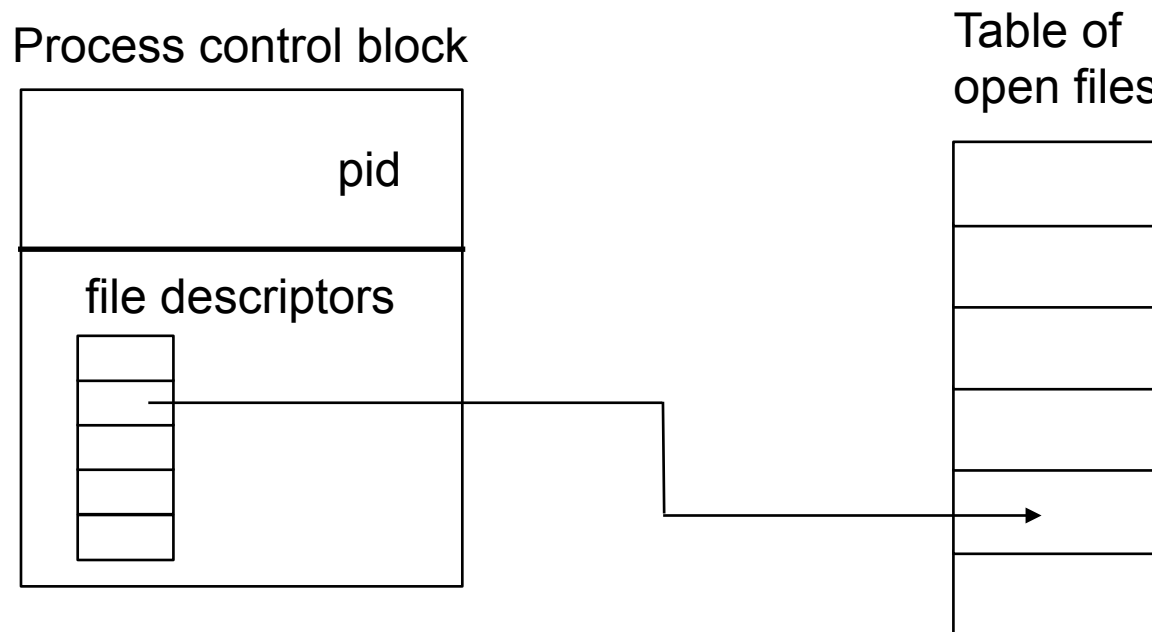 Process control block
Table of
open files
pid
file descriptors